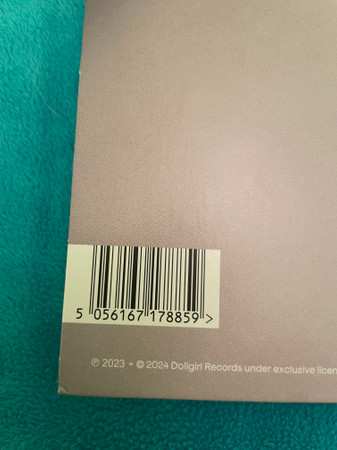 5 056167 178859 >
℗ 2023 - © 2024 Dollgirl Records under exclusive licen